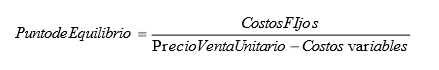 PuntodeEquilibrio = CostosFIjos / PrecioVentaUnitario – Costos variables